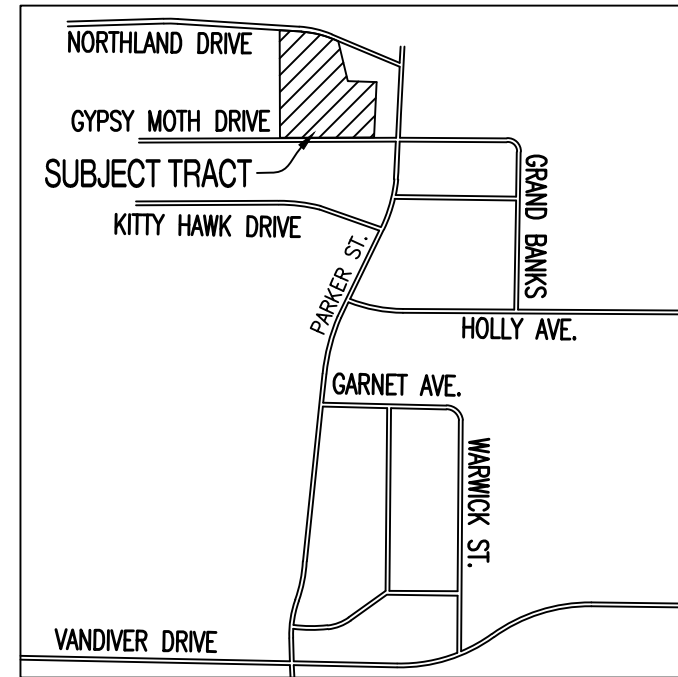 NORTHLAND DRIVE
GYPSY MOTH DRIVE
SUBJECT TRACT
KITTY HAWK DRIVE
GRAND BANKS
PARKER ST.
HOLLY AVE.
GARNET AVE.
WARWICK ST.
VANDIVER DRIVE